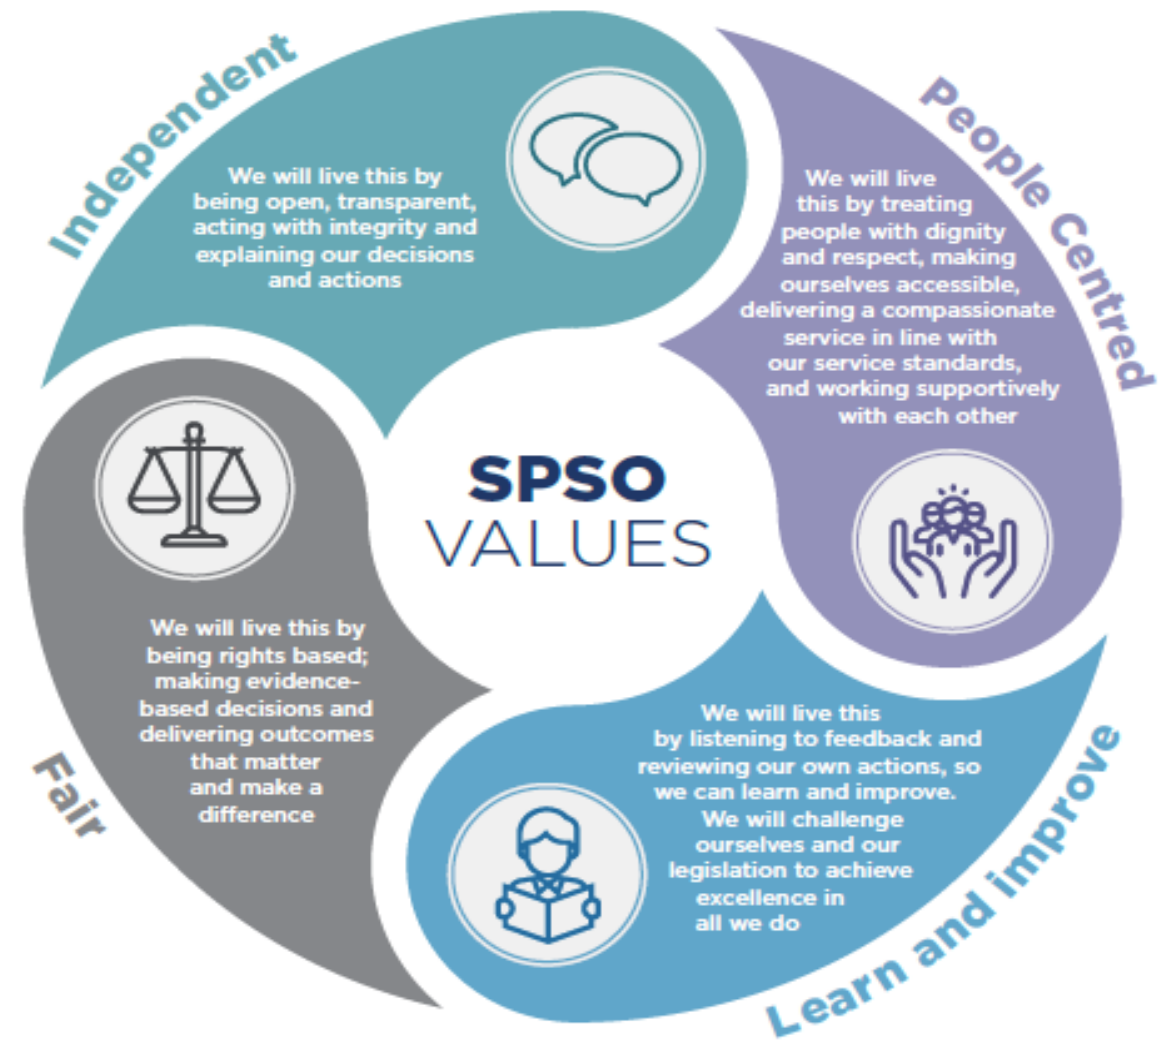 Independent
We will live this by
being open, transparent,
acting with integrity and
explaining our decisions
and actions
People Centred
We will live
this by treating
people with dignity
and respect, making
ourselves accessible,
delivering a compassionate
service in line with
our service standards,
and working supportively
with each other
SPSO
VALUES
Fair
We will live this by
being rights based;
making evidence-
based decisions and
delivering outcomes
that matter
and make a
difference
Learn and improve
We will live this
by listening to feedback and
reviewing our own actions, so
we can learn and improve.
We will challenge
ourselves and our
legislation to achieve
excellence in
all we do